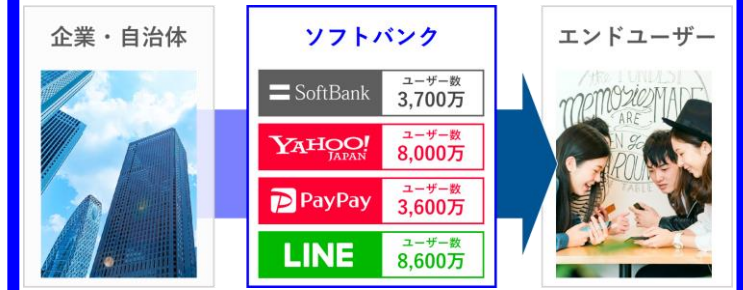 企業・自治体
ソフトバンク
エンドユーザー
SoftBank
ユーザー数
3,700万
YAHOO!
JAPAN
ユーザー数
8,000万
PayPay
ユーザー数
3,600万
LINE
ユーザー数
8,600万
memories MADE
ARE